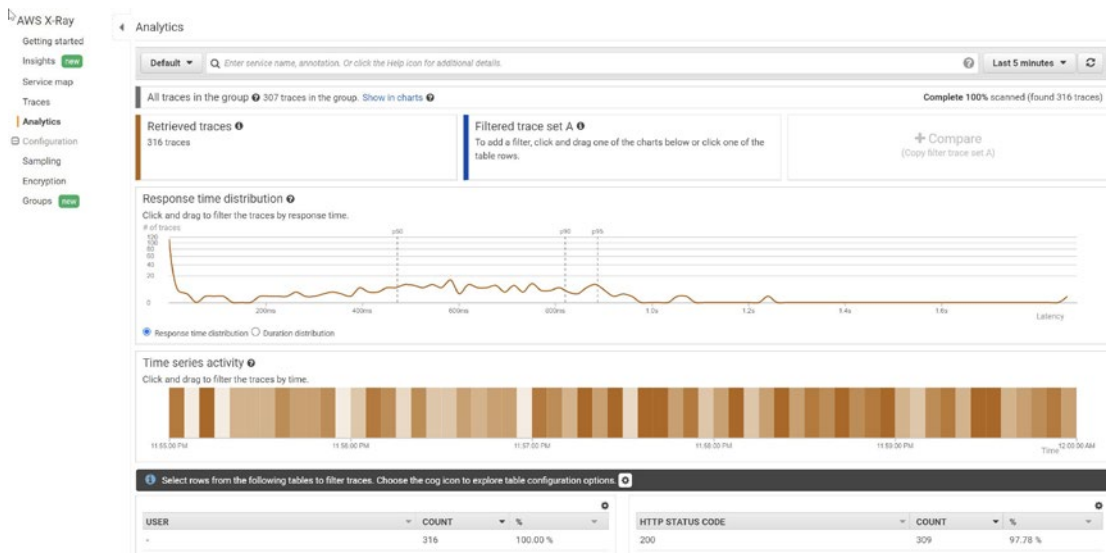 AWS X-Ray
Getting started
Insights new
Service map
Traces
Analytics
Configuration
Sampling
Encryption
Groups new
Analytics
Default
Enter service name, annotation. Or click the Help icon for additional details.
Last 5 minutes
All traces in the group 307 traces in the group. Show in charts
Complete 100% scanned (found 316 traces)
Retrieved traces
316 traces
Filtered trace set A
To add a filter, click and drag one of the charts below or click one of the
table rows.
+ Compare
(Copy filter trace set A)
Response time distribution
Click and drag to filter the traces by response time.
# of traces
p50 p90 p95
120
100
80
60
40
20
0
200ms 400ms 600ms 800ms 1.0s 1.2s 1.4s 1.6s
Latency
Response time distribution Duration distribution
Time series activity
Click and drag to filter the traces by time.
11:55:00 PM 11:56:00 PM 11:57:00 PM 11:58:00 PM 11:59:00 PM 12:00:00 AM
Time
Select rows from the following tables to filter traces. Choose the cog icon to explore table configuration options.
USER COUNT %
- 316 100.00 %
HTTP STATUS CODE COUNT %
200 309 97.78 %